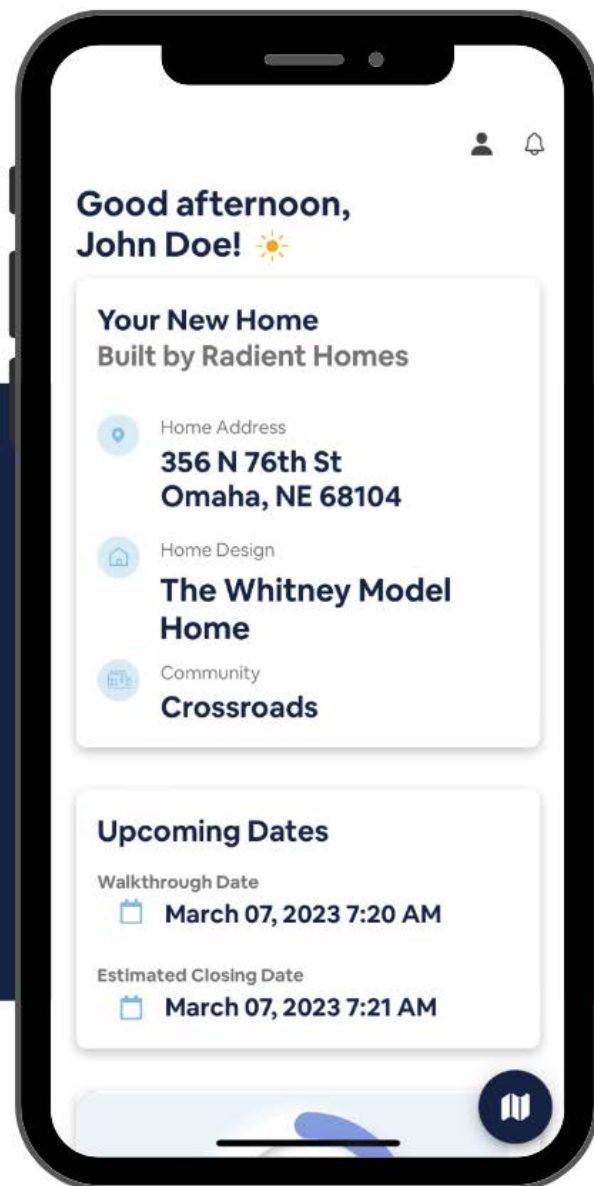 Good afternoon,
John Doe!
Your New Home
Built by Radient Homes
Home Address
356 N 76th St
Omaha, NE 68104
Home Design
The Whitney Model
Home
Community
Crossroads
Upcoming Dates
Walkthrough Date
March 07, 2023 7:20 AM
Estimated Closing Date
March 07, 2023 7:21 AM